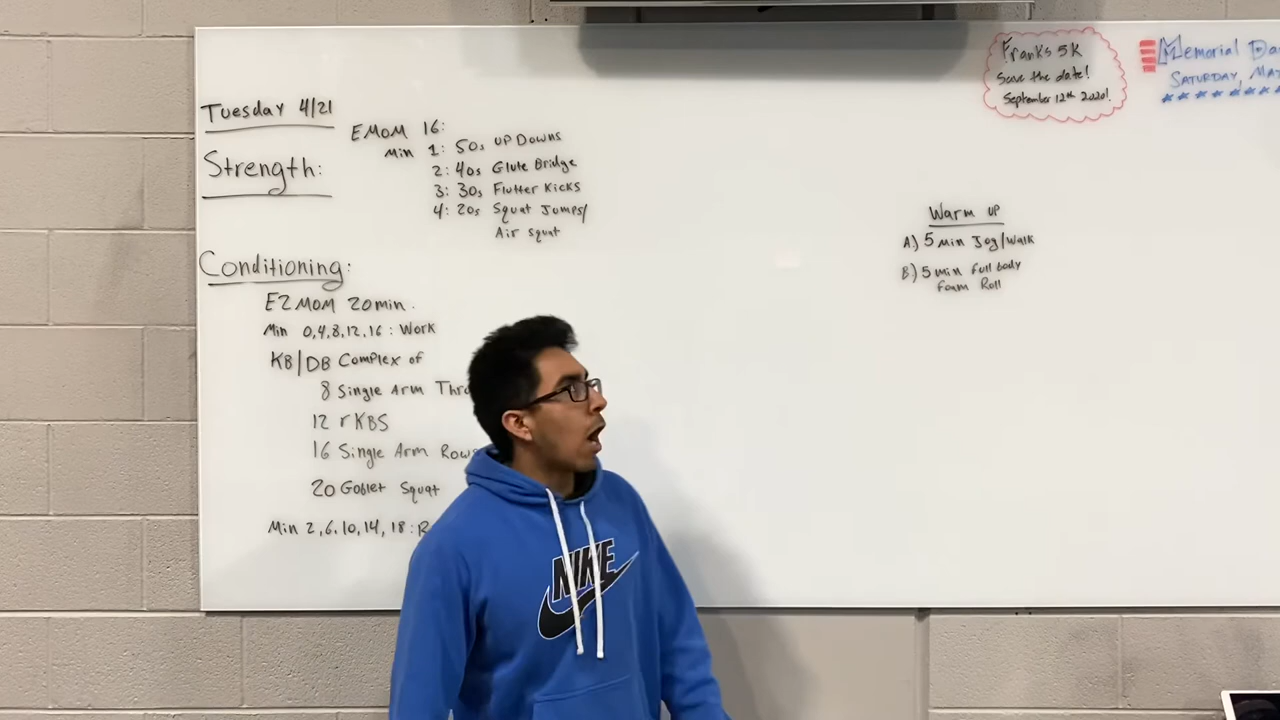 Tuesday 4/21
Strength:
EMOM 16:
Min 1: 50s UP Downs
2: 40s Glute Bridge
3: 30s Flutter Kicks
4: 20s Squat Jumps/
Air squat
Conditioning:
E2MOM 20min.
Min 0,4,8,12,16: Work
KB/DB Complex of
8 Single Arm
12 rKBS
16 Single Arm Rows
20 Goblet Squat
Min 2,6,10,14,18:
NIKE
Warm up
A) 5 Min Jog/Walk
B) 5 min full body
Foam Roll
Franks 5K
Save the date!
September 12th 2020!
Memorial
Saturday,